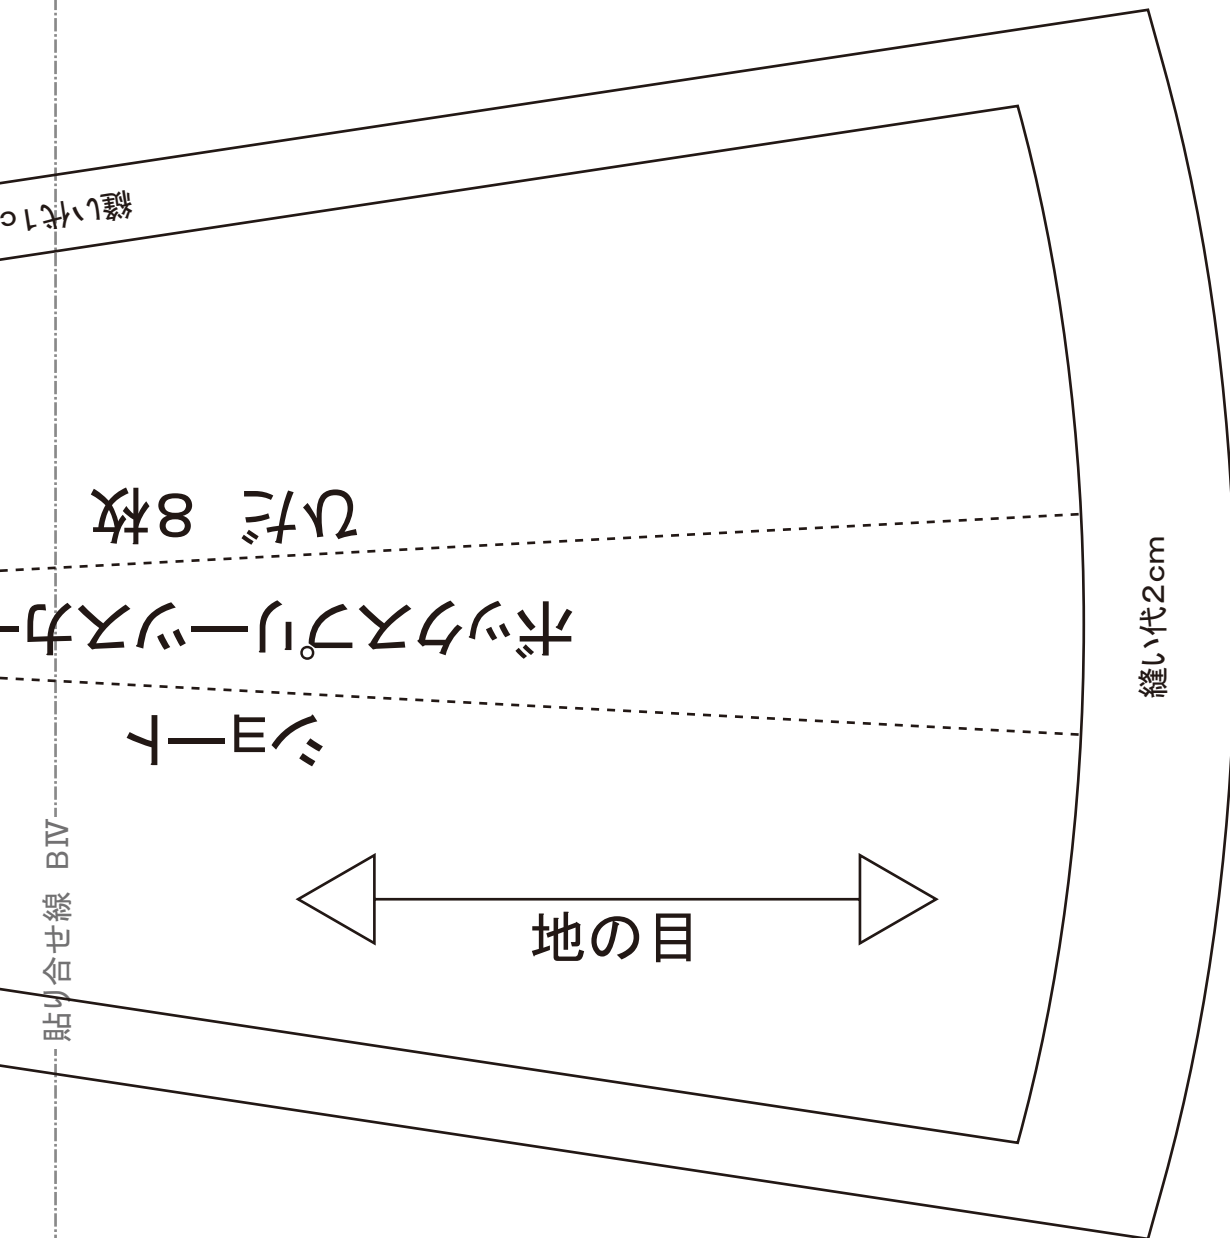 縫い代1c
ひだ 8枚
ボックスプリーツスカー
ショート
地の目
縫い代2cm
貼り合せ線 BⅣ